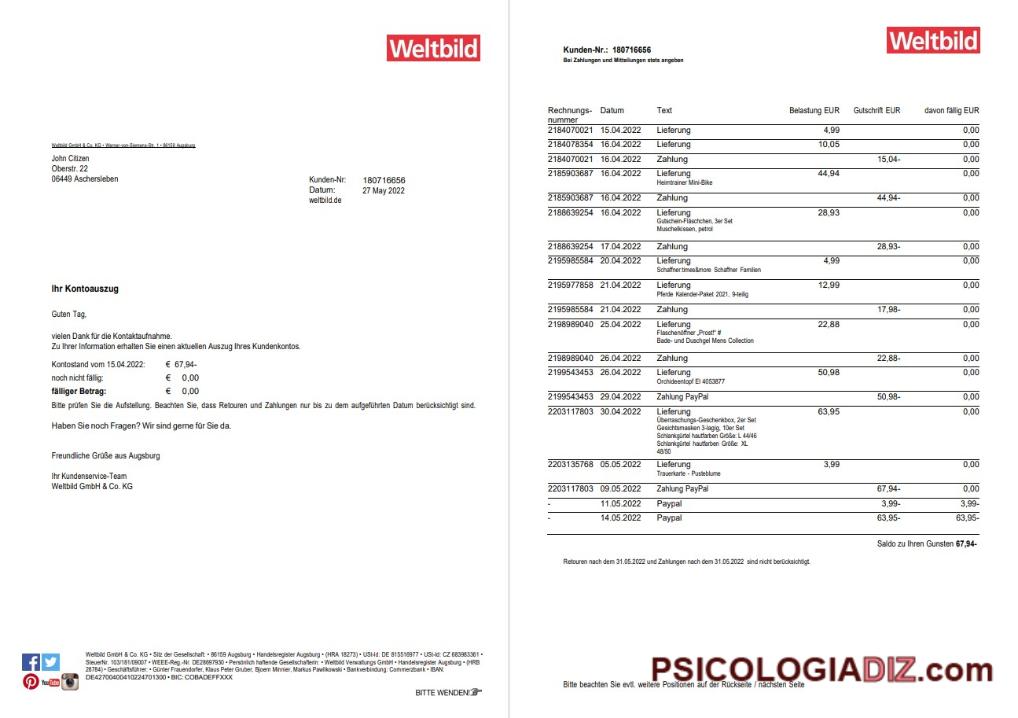 Weltbild
Weltbild GmbH & Co. KG • Werner-von-Siemens-Str. 1 • 86159 Augsburg
John Citizen
Oberstr. 22
06449 Aschersleben
Kunden-Nr: 180716656
Datum: 27 May 2022
weltbild.de
Ihr Kontoauszug
Guten Tag,
vielen Dank für die Kontaktaufnahme.
Zu Ihrer Information erhalten Sie einen aktuellen Auszug Ihres Kundenkontos.
Kontostand vom 15.04.2022: € 67,94-
noch nicht fällig: € 0,00
fälliger Betrag: € 0,00
Bitte prüfen Sie die Aufstellung. Beachten Sie, dass Retouren und Zahlungen nur bis zu dem aufgeführten Datum berücksichtigt sind.
Haben Sie noch Fragen? Wir sind gerne für Sie da.
Freundliche Grüße aus Augsburg
Ihr Kundenservice-Team
Weltbild GmbH & Co. KG
Weltbild GmbH & Co. KG • Sitz der Gesellschaft: • 86159 Augsburg • Handelsregister Augsburg • (HRA 18273) • USt-Id: DE 815516977 • USt-Id: CZ 683983361 •
SteuerNr. 103/181/09007 • WEEE-Reg.-Nr. DE28697930 • Persönlich haftende Gesellschafterin: • Weltbild Verwaltungs GmbH • Handelsregister Augsburg • (HRB
28784) • Geschäftsführer: • Günter Frauendorfer, Klaus Peter Gruber, Bjoern Minnier, Markus Pawlikowski • Bankverbindung: Commerzbank • IBAN:
DE42700400410224701300 • BIC: COBADEFFXXX
BITTE WENDEN
Weltbild
Kunden-Nr.: 180716656
Bei Zahlungen und Mitteilungen stets angeben
Rechnungs- Datum Text Belastung EUR Gutschrift EUR davon fällig EUR
nummer
2184070021 15.04.2022 Lieferung 4,99 0,00
2184078354 16.04.2022 Lieferung 10,05 0,00
2184070021 16.04.2022 Zahlung 15,04- 0,00
2185903687 16.04.2022 Lieferung 44,94 0,00
Heimtrainer Mini-Bike
2185903687 16.04.2022 Zahlung 44,94- 0,00
2188639254 16.04.2022 Lieferung 28,93 0,00
Gutschein-Fläschchen, 3er Set
Muschelkissen, petrol
2188639254 17.04.2022 Zahlung 28,93- 0,00
2195985584 20.04.2022 Lieferung 4,99 0,00
Schaffner:times&more Schaffner Familien
2195977858 21.04.2022 Lieferung 12,99 0,00
Pferde Kalender-Paket 2021, 9-teilig
2195985584 21.04.2022 Zahlung 17,98- 0,00
2198989040 25.04.2022 Lieferung 22,88 0,00
Flaschenöffner „Prost!“ #
Bade- und Duschgel Mens Collection
2198989040 26.04.2022 Zahlung 22,88- 0,00
2199543453 26.04.2022 Lieferung 50,98 0,00
Orchideentopf EI 4053877
2199543453 29.04.2022 Zahlung PayPal 50,98- 0,00
2203117803 30.04.2022 Lieferung 63,95 0,00
Überraschungs-Geschenkbox, 2er Set
Gesichtsmasken 3-lagig, 10er Set
Schlankgürtel hautfarben Größe: L 44/46
Schlankgürtel hautfarben Größe: XL
48/50
2203135768 05.05.2022 Lieferung 3,99 0,00
Trauerkarte - Pusteblume
2203117803 09.05.2022 Zahlung PayPal 67,94- 0,00
- 11.05.2022 Paypal 3,99- 3,99-
- 14.05.2022 Paypal 63,95- 63,95-
Saldo zu Ihren Gunsten 67,94-
Retouren nach dem 31.05.2022 und Zahlungen nach dem 31.05.2022 sind nicht berücksichtigt.
PSICOLOGIADIZ.com
Bitte beachten Sie evtl. weitere Positionen auf der Rückseite / nächsten Seite